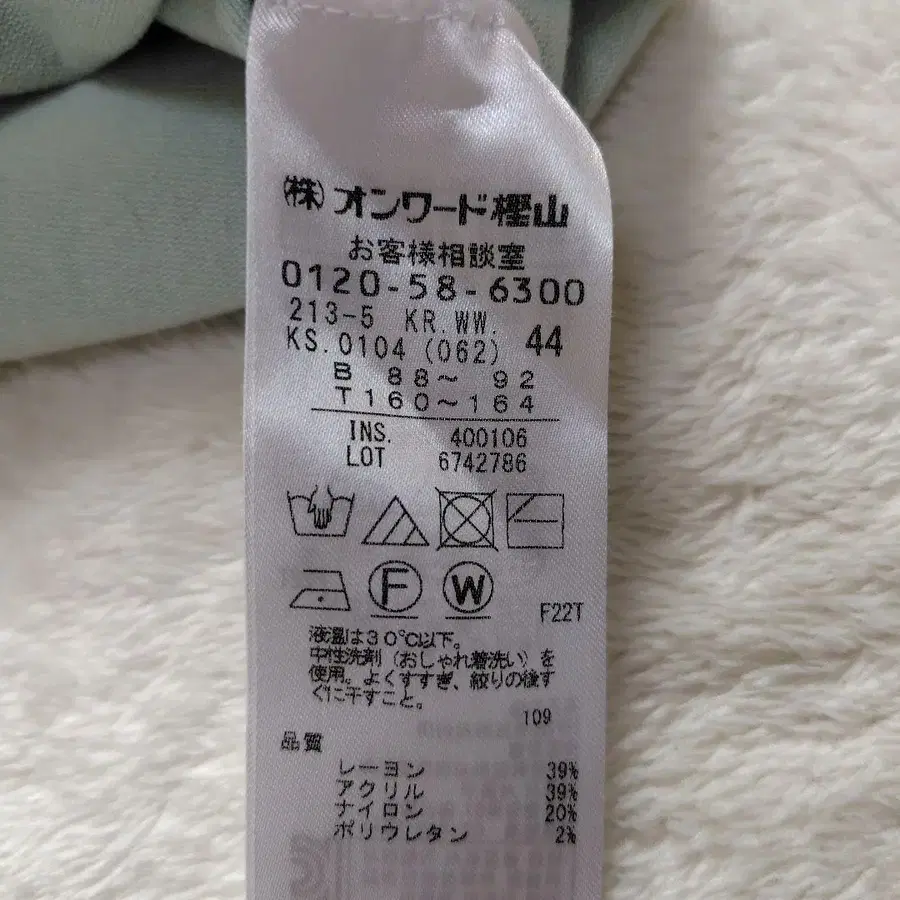 ㈱オンワード樫山
お客様相談室
0120-58-6300
213-5 KR.WW.
KS.0104 (062) 44
B 88～ 92
T160～164
INS. 400106
LOT 6742786
F
W
F22T
液温は30℃以下。
中性洗剤（おしゃれ着洗い）を
使用。よくすすぎ、絞りの後す
ぐに干すこと。
109
品質
レーヨン 39%
アクリル 39%
ナイロン 20%
ポリウレタン 2%